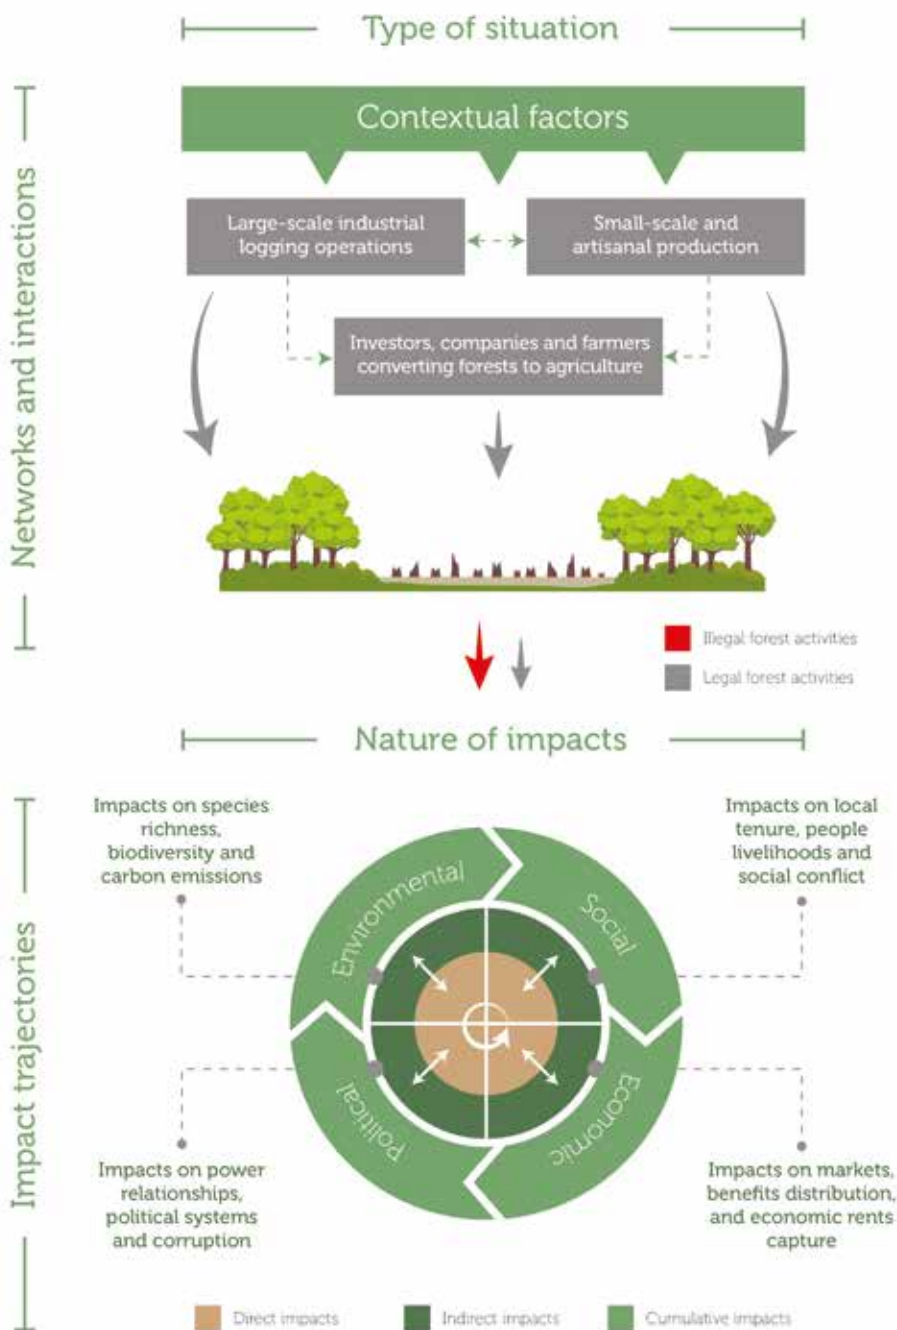 Type of situation
Networks and interactions
Contextual factors
Large-scale industrial
logging operations
Small-scale and
artisanal production
Investors, companies and farmers
converting forests to agriculture
Illegal forest activities
Legal forest activities
Nature of impacts
Impact trajectories
Impacts on species
richness,
biodiversity and
carbon emissions
Impacts on local
tenure, people
livelihoods and
social conflict
Environmental
Social
Political
Economic
Impacts on power
relationships,
political systems
and corruption
Impacts on markets,
benefits distribution,
and economic rents
capture
Direct impacts
Indirect impacts
Cumulative impacts